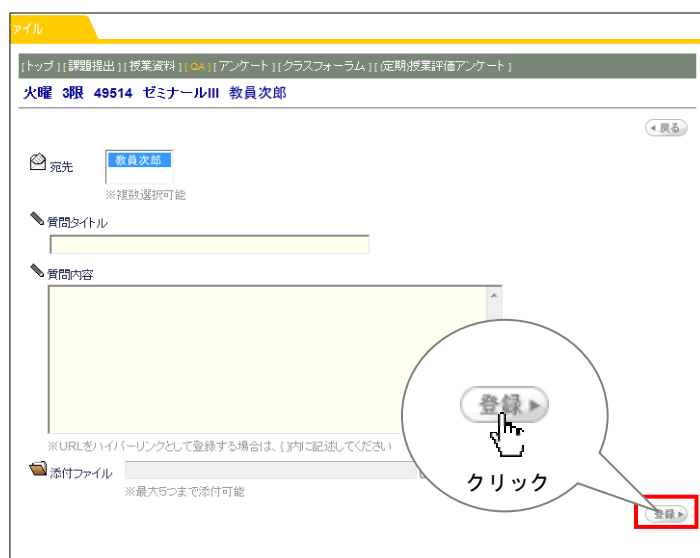 ァイル
[トップ][課題提出][授業資料][QA][アンケート][クラスフォーラム][(定期)授業評価アンケート]
火曜 3限 49514 ゼミナールIII 教員次郎
戻る
宛先
教員次郎
※複数選択可能
質問タイトル
質問内容
登録
※URLをハイパーリンクとして登録する場合は、{ }内に記述してください
添付ファイル
クリック
※最大5つまで添付可能
登録